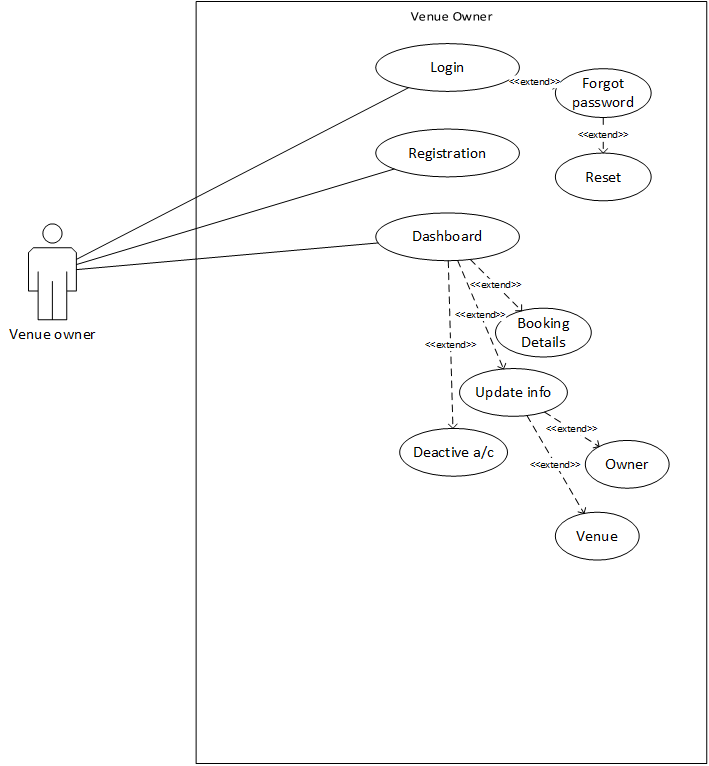 Venue Owner
Login
<<extend>>
Forgot
password
<<extend>>
Registration
Reset
Dashboard
Venue owner
<<extend>>
<<extend>>
Booking
Details
<<extend>>
Update info
<<extend>>
Deactive a/c
<<extend>>
Owner
Venue